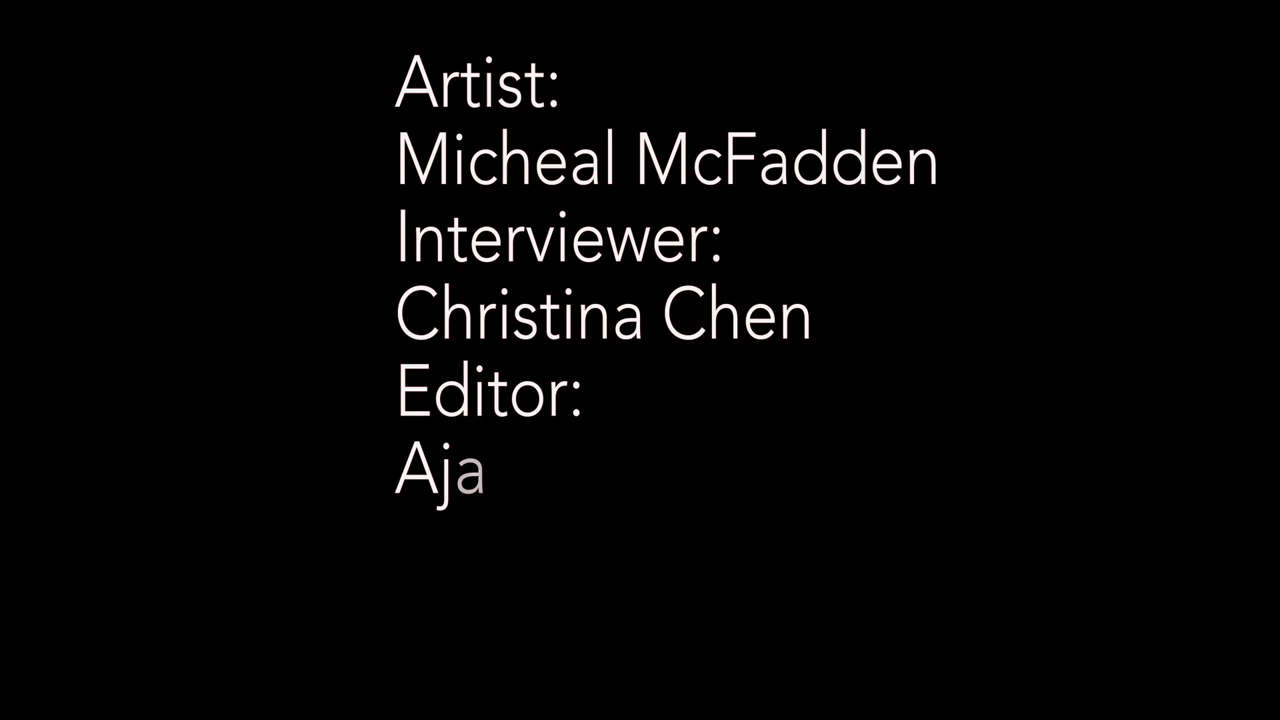 Artist:
Micheal McFadden
Interviewer:
Christina Chen
Editor:
Aja